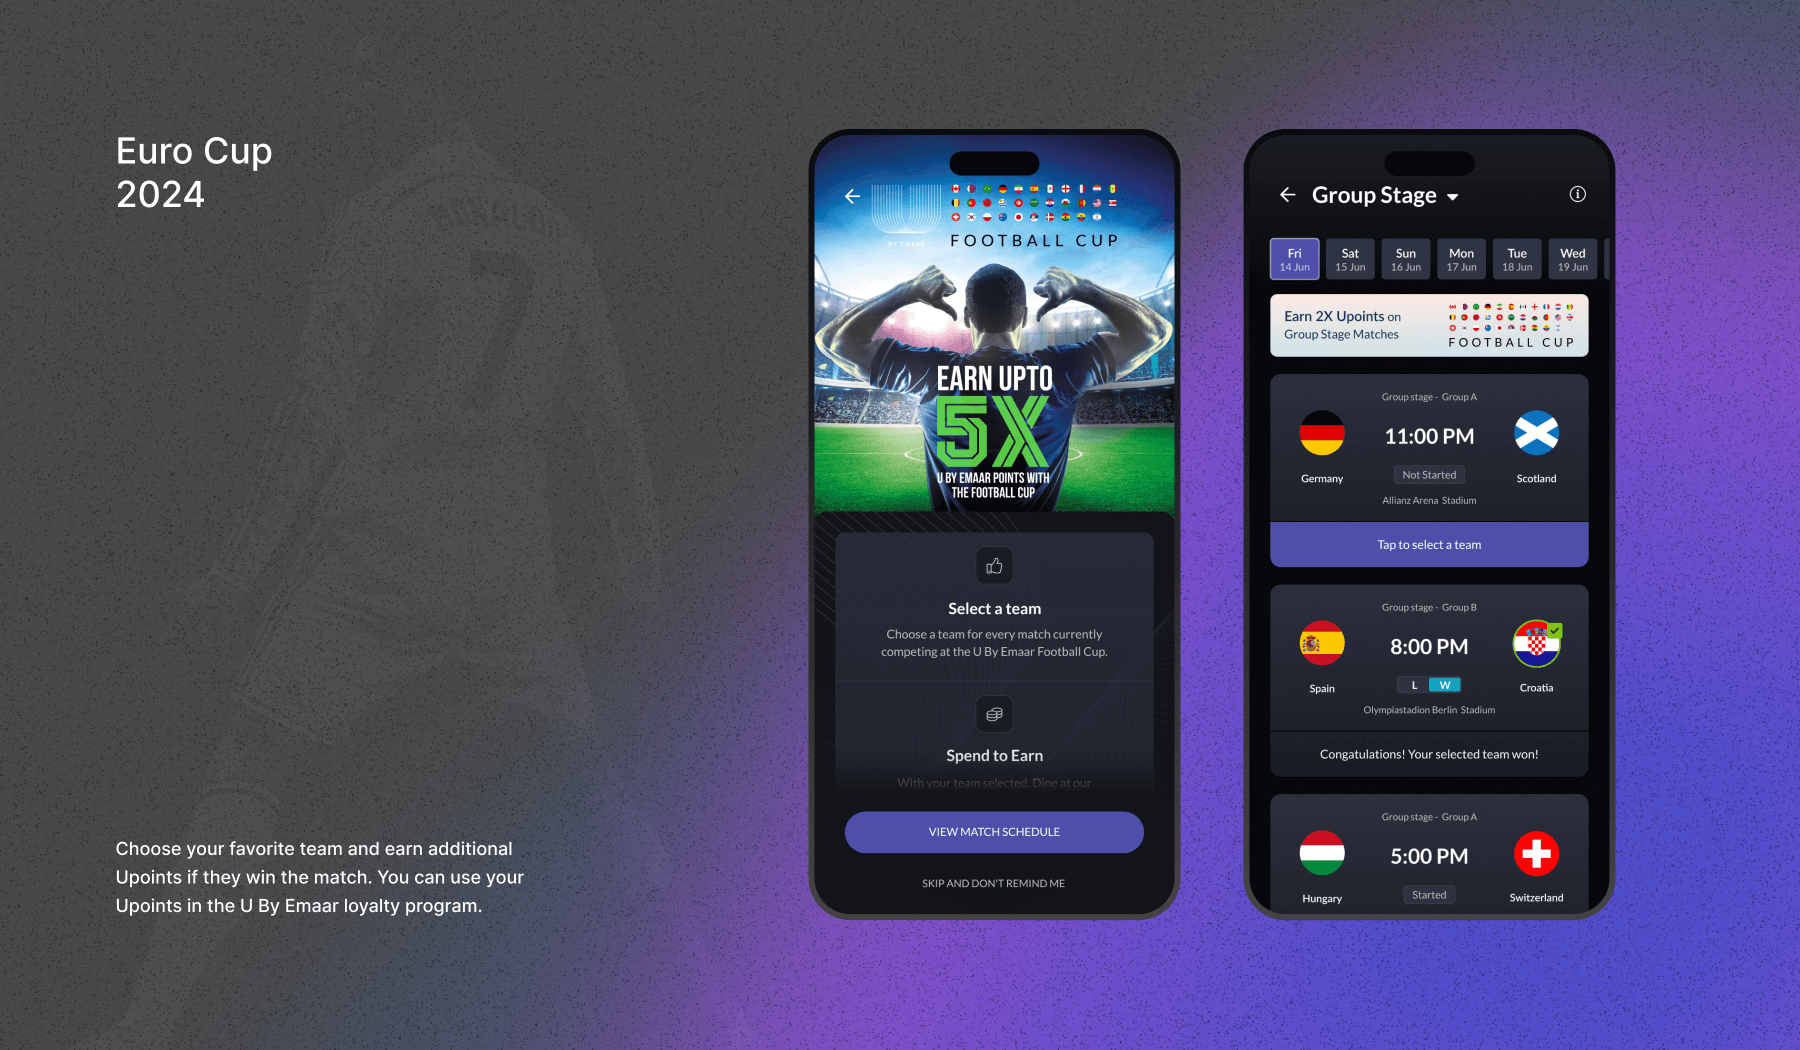 Euro Cup
2024
Choose your favorite team and earn additional
Upoints if they win the match. You can use your
Upoints in the U By Emaar loyalty program.
BY EMAAR
FOOTBALL CUP
EARN UPTO
5X
U BY EMAAR POINTS WITH
THE FOOTBALL CUP
Select a team
Choose a team for every match currently
competing at the U By Emaar Football Cup.
Spend to Earn
With your team selected, Dine at our
VIEW MATCH SCHEDULE
SKIP AND DON'T REMIND ME
Group Stage
Fri Sat Sun Mon Tue Wed
14 Jun 15 Jun 16 Jun 17 Jun 18 Jun 19 Jun
Earn 2X Upoints on
Group Stage Matches
FOOTBALL CUP
Group stage - Group A
11:00 PM
Not Started
Germany Scotland
Allianz Arena Stadium
Tap to select a team
Group stage - Group B
8:00 PM
L W
Spain Croatia
Olympiastadion Berlin Stadium
Congatulations! Your selected team won!
Group stage - Group A
5:00 PM
Started
Hungary Switzerland